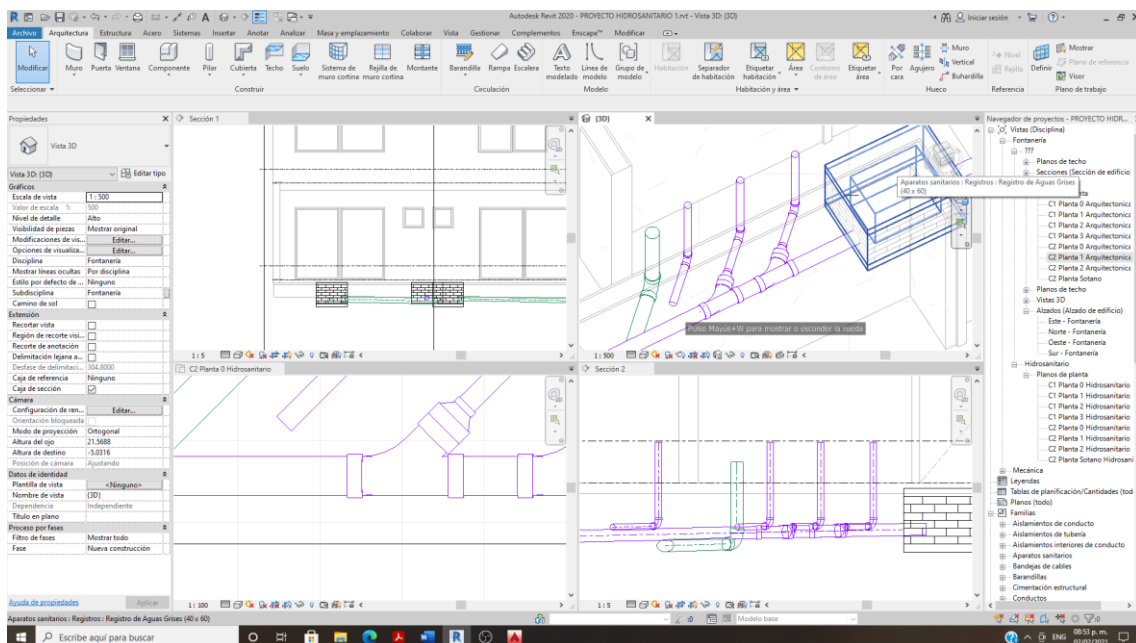 Autodesk Revit 2020 - PROYECTO HIDROSANITARIO 1.rvt - Vista 3D: {3D}
Iniciar sesión
Archivo Arquitectura Estructura Acero Sistemas Insertar Anotar Analizar Masa y emplazamiento Colaborar Vista Gestionar Complementos Enscape™ Modificar
Modificar
Muro Puerta Ventana Componente Pilar Cubierta Techo Suelo Sistema de muro cortina Rejilla de muro cortina Montante
Barandilla Rampa Escalera
Texto modelado Línea de modelo Grupo de modelo
Habitación Separador de habitación Etiquetar habitación Área Contorno de área Etiquetar área
Por cara Agujero Muro Vertical Buhardilla
Nivel Rejilla
Definir Mostrar Plano de referencia Visor
Seleccionar Construir Circulación Modelo Habitación y área Hueco Referencia Plano de trabajo
Propiedades
Vista 3D
Vista 3D: {3D} Editar tipo
Gráficos
Escala de vista 1 : 500
Valor de escala 1: 500
Nivel de detalle Alto
Visibilidad de piezas Mostrar original
Modificaciones de vis... Editar...
Opciones de visualiza... Editar...
Disciplina Fontanería
Mostrar líneas ocultas Por disciplina
Estilo por defecto de ... Ninguno
Subdisciplina Fontanería
Camino de sol
Extensión
Recortar vista
Región de recorte visi...
Recorte de anotación
Delimitación lejana a...
Desfase de delimitaci... 304.8000
Caja de referencia Ninguno
Caja de sección
Cámara
Configuración de ren... Editar...
Orientación bloqueada
Modo de proyección Ortogonal
Altura del ojo 21.5688
Altura de destino -5.0316
Posición de cámara Ajustando
Datos de identidad
Plantilla de vista <Ninguno>
Nombre de vista {3D}
Dependencia Independiente
Título en plano
Proceso por fases
Filtro de fases Mostrar todo
Fase Nueva construcción
Ayuda de propiedades Aplicar
Sección 1
1 : 5
{3D}
Aparatos sanitarios : Registros : Registro de Aguas Grises
(40 x 60)
Pulse Mayús+W para mostrar o esconder la rueda
1 : 500
C2 Planta 0 Hidrosanitario
1 : 100
Sección 2
1 : 5
Navegador de proyectos - PROYECTO HIDR...
Vistas (Disciplina)
Fontanería
???
Planos de techo
Secciones (Sección de edificio
C1 Planta 0 Arquitectonica
C1 Planta 1 Arquitectonica
C1 Planta 2 Arquitectonica
C1 Planta 3 Arquitectonica
C2 Planta 0 Arquitectonica
C2 Planta 1 Arquitectonica
C2 Planta 2 Arquitectonica
C2 Planta Sotano
Planos de techo
Vistas 3D
Alzados (Alzado de edificio)
Este - Fontanería
Norte - Fontanería
Oeste - Fontanería
Sur - Fontanería
Hidrosanitario
Planos de planta
C1 Planta 0 Hidrosanitario
C1 Planta 1 Hidrosanitario
C1 Planta 2 Hidrosanitario
C1 Planta 3 Hidrosanitario
C2 Planta 0 Hidrosanitario
C2 Planta 1 Hidrosanitario
C2 Planta 2 Hidrosanitario
C2 Planta Sotano Hidrosani
Mecánica
Leyendas
Tablas de planificación/Cantidades (tod
Planos (todo)
Familias
Aislamientos de conducto
Aislamientos de tubería
Aislamientos interiores de conducto
Aparatos sanitarios
Bandejas de cables
Barandillas
Cimentación estructural
Conductos
Aparatos sanitarios : Registros : Registro de Aguas Grises (40 x 60)
:0 Modelo base :0
Escribe aquí para buscar
ENG 08:53 p. m.
02/02/2023